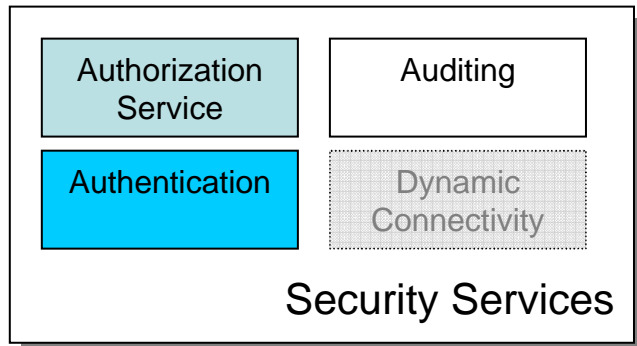 Authorization
Service
Auditing
Authentication
Dynamic
Connectivity
Security Services